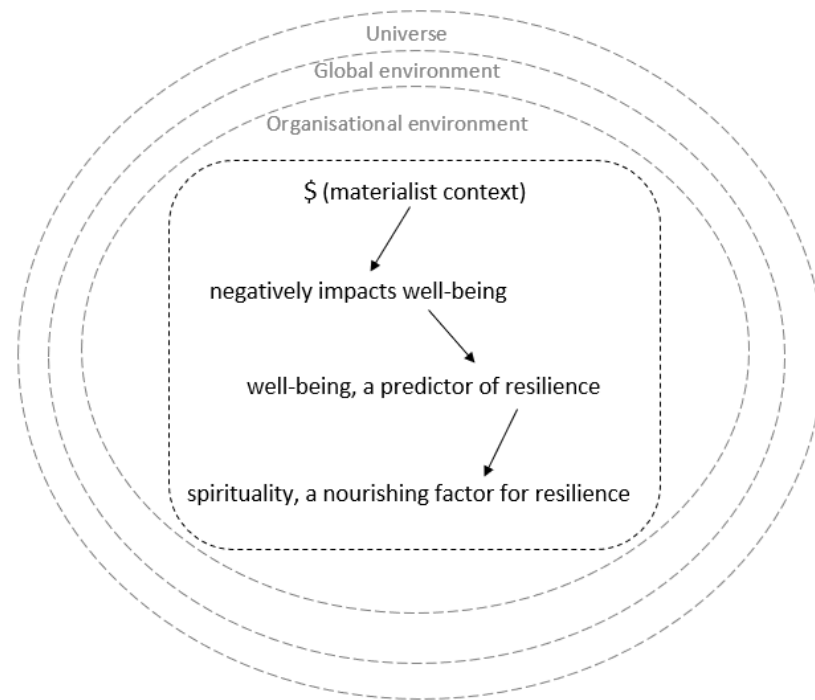 Universe
Global environment
Organisational environment
$ (materialist context)
negatively impacts well-being
well-being, a predictor of resilience
spirituality, a nourishing factor for resilience